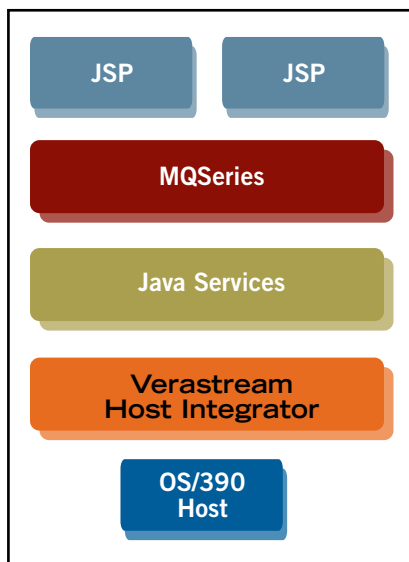 JSP JSP
MQSeries
Java Services
Verastream
Host Integrator
OS/390
Host